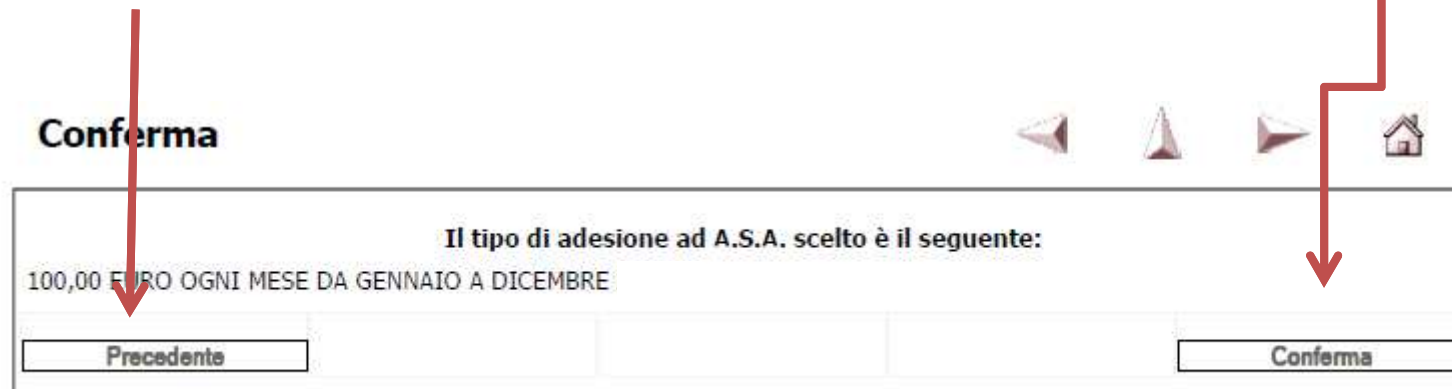 Conferma
Il tipo di adesione ad A.S.A. scelto è il seguente:
100,00 EURO OGNI MESE DA GENNAIO A DICEMBRE
Precedente Conferma